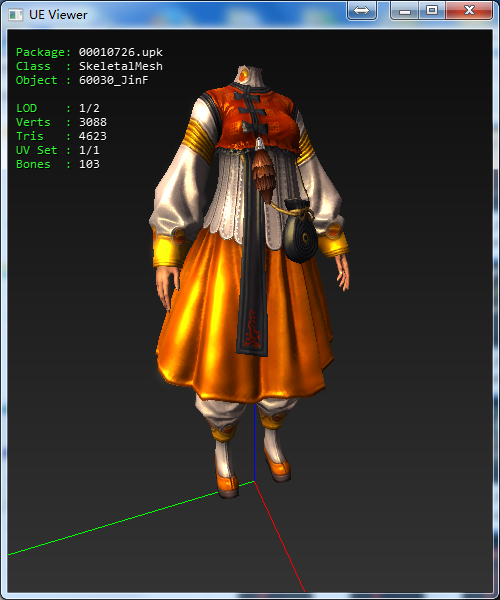 UE Viewer
Package: 00010726.upk
Class : SkeletalMesh
Object : 60030_JinF
LOD : 1/2
Verts : 3088
Tris : 4623
UV Set : 1/1
Bones : 103